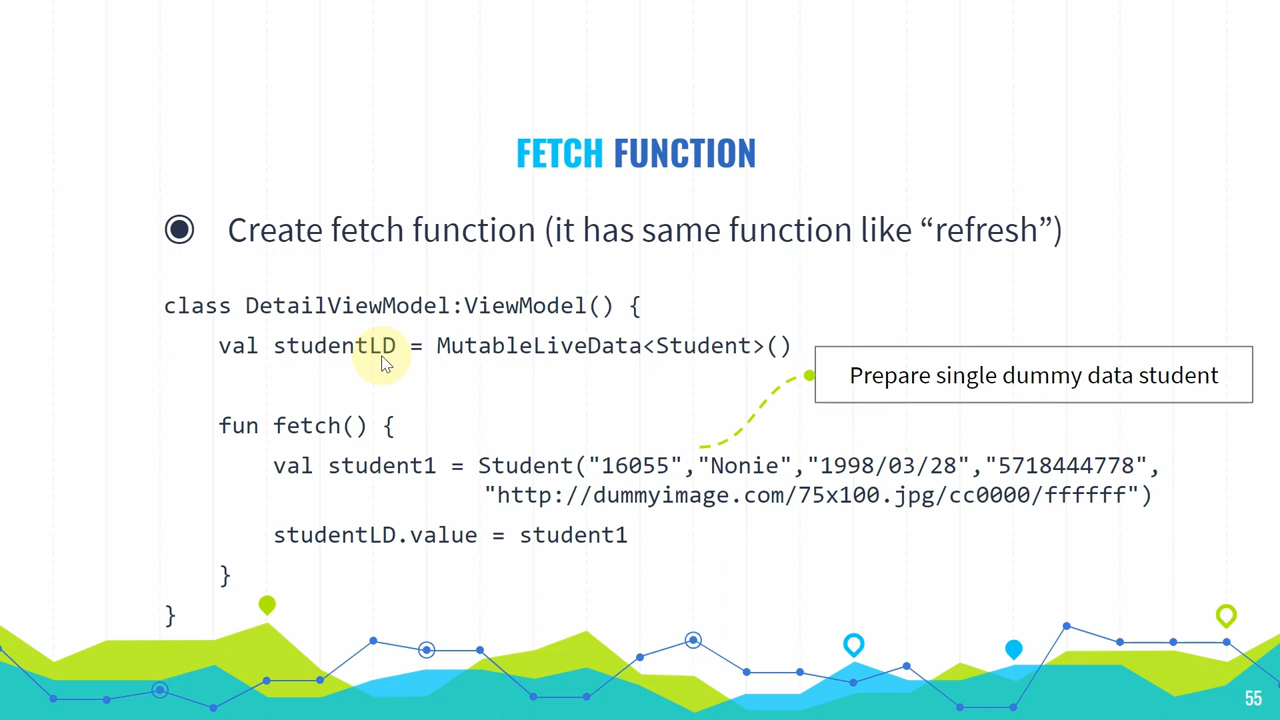 FETCH FUNCTION
Create fetch function (it has same function like “refresh”)
class DetailViewModel:ViewModel() {
val studentLD = MutableLiveData<Student>()
Prepare single dummy data student
fun fetch() {
val student1 = Student("16055","Nonie","1998/03/28","5718444778",
"http://dummyimage.com/75x100.jpg/cc0000/ffffff")
studentLD.value = student1
}
}
55